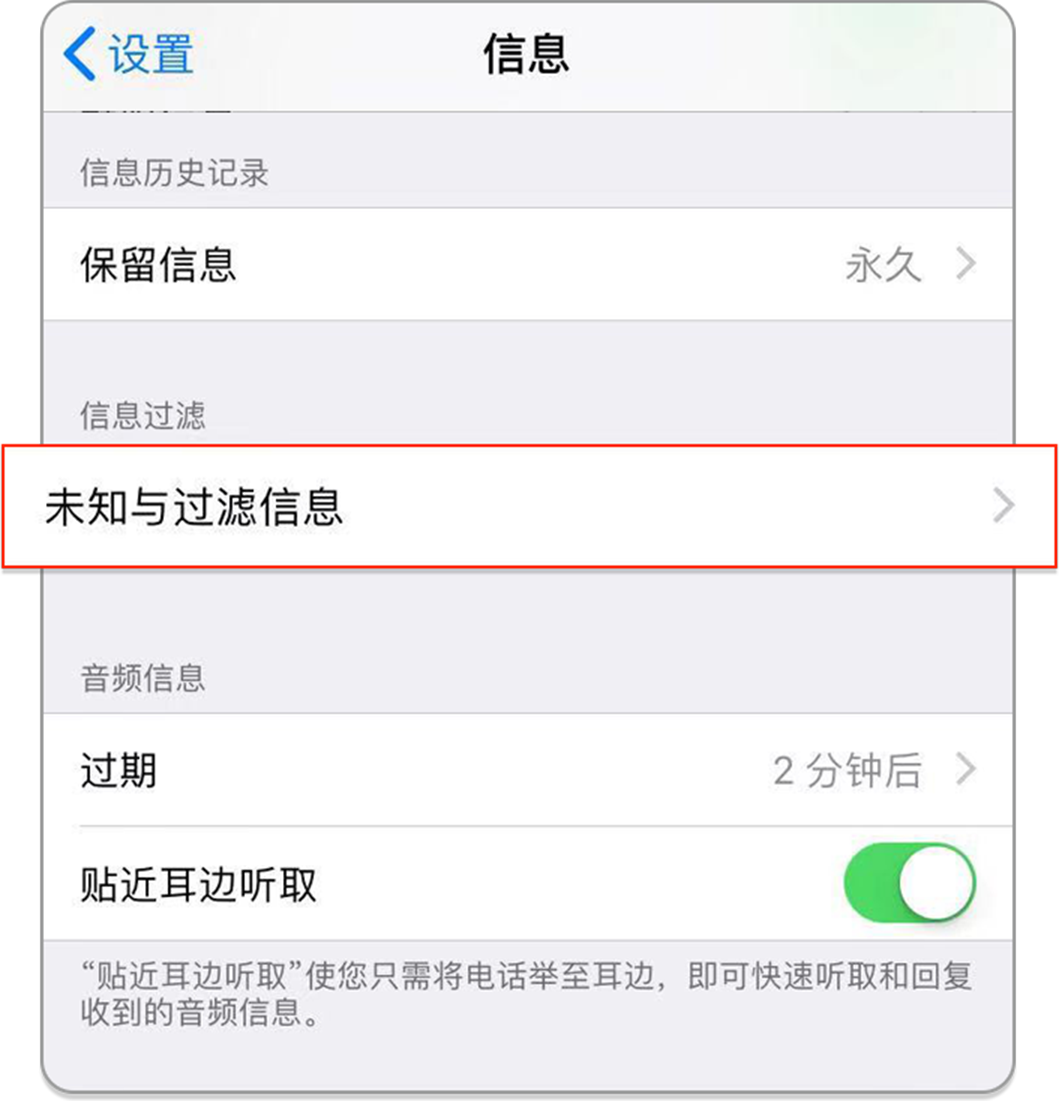 设置
信息
信息历史记录
保留信息
永久
信息过滤
未知与过滤信息
音频信息
过期
2 分钟后
贴近耳边听取
“贴近耳边听取”使您只需将电话举至耳边，即可快速听取和回复
收到的音频信息。